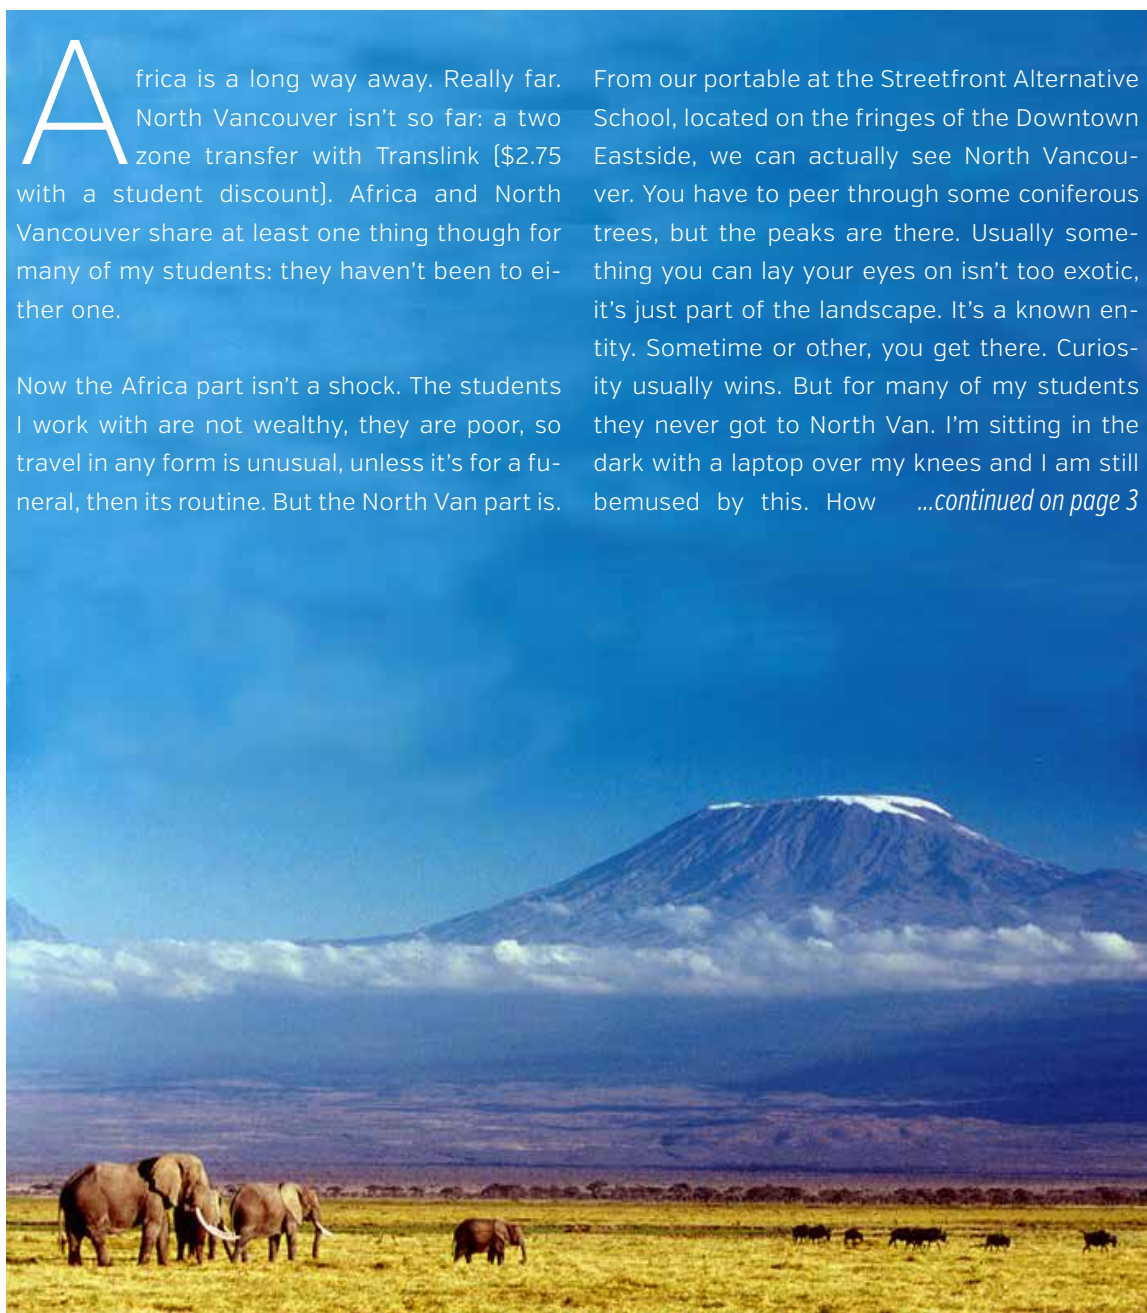 Africa is a long way away. Really far.
North Vancouver isn't so far: a two
zone transfer with Translink ($2.75
with a student discount). Africa and North
Vancouver share at least one thing though for
many of my students: they haven't been to ei-
ther one.
Now the Africa part isn't a shock. The students
I work with are not wealthy, they are poor, so
travel in any form is unusual, unless it's for a fu-
neral, then its routine. But the North Van part is.
From our portable at the Streetfront Alternative
School, located on the fringes of the Downtown
Eastside, we can actually see North Vancou-
ver. You have to peer through some coniferous
trees, but the peaks are there. Usually some-
thing you can lay your eyes on isn't too exotic,
it's just part of the landscape. It's a known en-
tity. Sometime or other, you get there. Curios-
ity usually wins. But for many of my students
they never got to North Van. I'm sitting in the
dark with a laptop over my knees and I am still
bemused by this. How ...continued on page 3